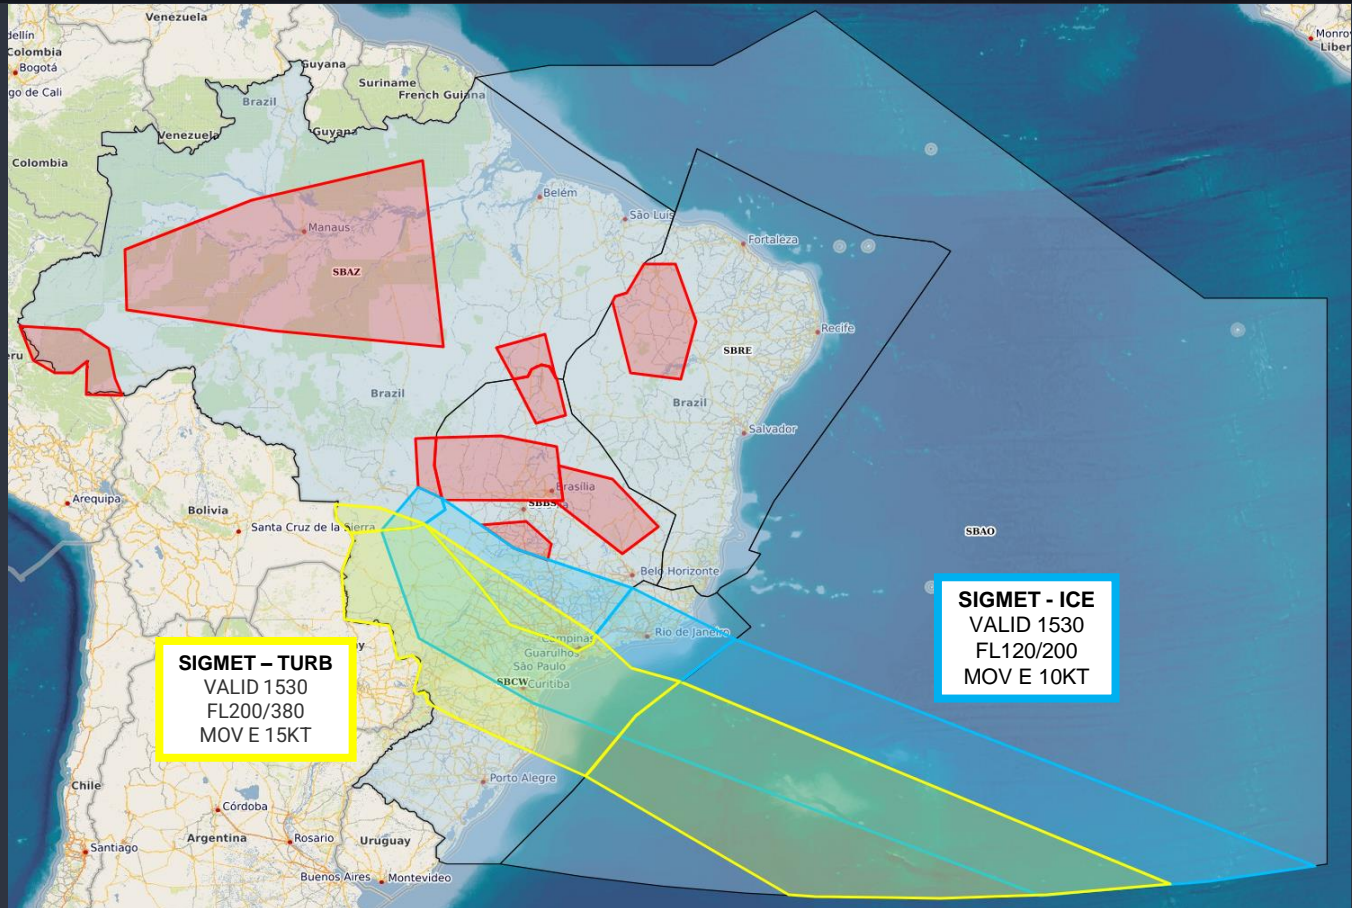 Venezuela
dellín
Colombia
Bogotá
go de Cali
Guyana
Suriname
French Guiana
Brazil
Venezuela
Guyana
Colombia
Monro
Liber
Belém
São Luís
Manaus
Fortaleza
SBAZ
eru
Recife
SBRE
Brazil
Brazil
Salvador
Brasília
Arequipa
SBBS
Bolivia
Santa Cruz de la Sierra
SBAO
Belo Horizonte
SIGMET - ICE
VALID 1530
FL120/200
MOV E 10KT
Rio de Janeiro
Campinas
Guarulhos
São Paulo
ay
SIGMET – TURB
VALID 1530
FL200/380
MOV E 15KT
SBCW
Curitiba
Porto Alegre
Chile
Córdoba
Argentina
Rosario
Uruguay
Santiago
Buenos Aires
Montevideo